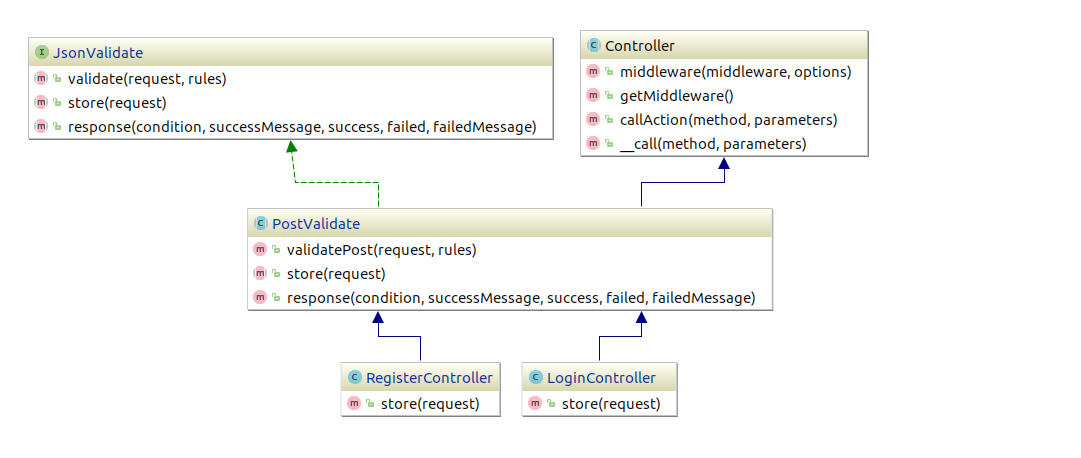 I JsonValidate
m validate(request, rules)
m store(request)
m response(condition, successMessage, success, failed, failedMessage)
C Controller
m middleware(middleware, options)
m getMiddleware()
m callAction(method, parameters)
m __call(method, parameters)
C PostValidate
m validatePost(request, rules)
m store(request)
m response(condition, successMessage, success, failed, failedMessage)
C RegisterController
m store(request)
C LoginController
m store(request)